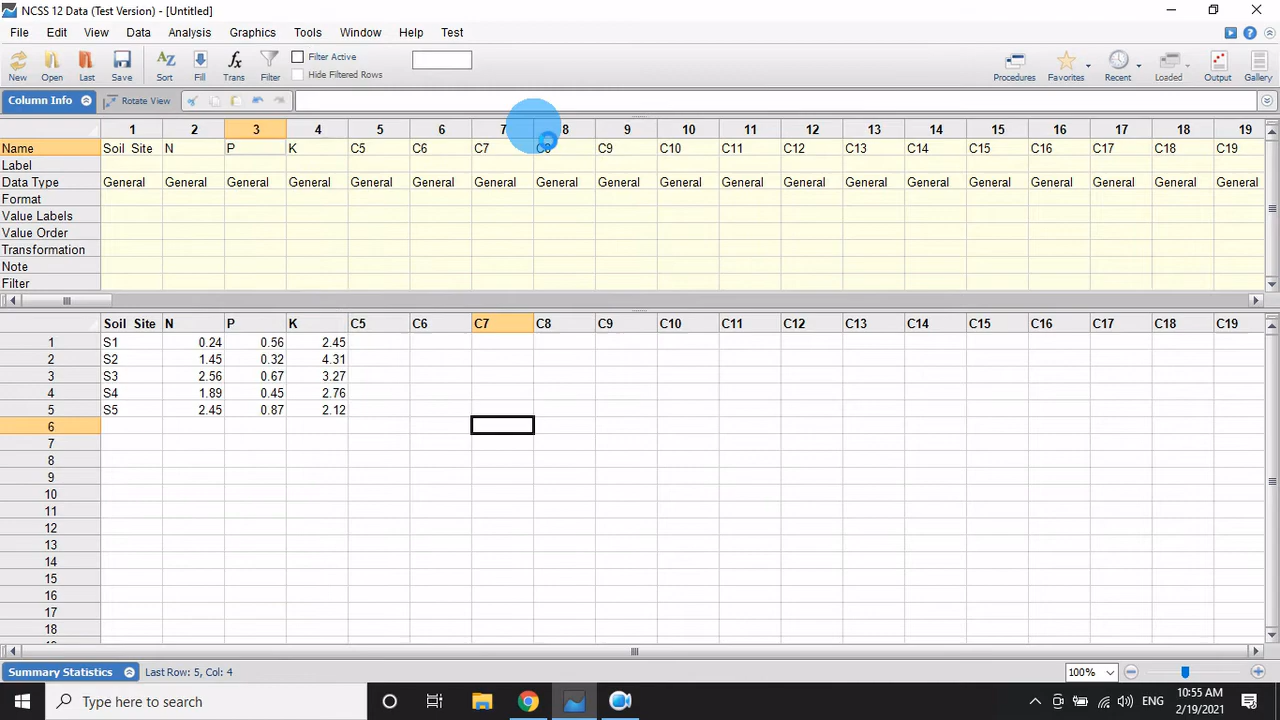 NCSS 12 Data (Test Version) - [Untitled]
File Edit View Data Analysis Graphics Tools Window Help Test
New Open Last Save Sort Fill Trans Filter Filter Active Hide Filtered Rows Procedures Favorites Recent Loaded Output Gallery
Column Info Rotate View
1 2 3 4 5 6 7 8 9 10 11 12 13 14 15 16 17 18 19
Name Soil Site N P K C5 C6 C7 C8 C9 C10 C11 C12 C13 C14 C15 C16 C17 C18 C19
Label
Data Type General General General General General General General General General General General General General General General General General General General
Format
Value Labels
Value Order
Transformation
Note
Filter
Soil Site N P K C5 C6 C7 C8 C9 C10 C11 C12 C13 C14 C15 C16 C17 C18 C19
1 S1 0.24 0.56 2.45
2 S2 1.45 0.32 4.31
3 S3 2.56 0.67 3.27
4 S4 1.89 0.45 2.76
5 S5 2.45 0.87 2.12
6
7
8
9
10
11
12
13
14
15
16
17
18
Summary Statistics Last Row: 5, Col: 4 100%
Type here to search ENG 10:55 AM
2/19/2021